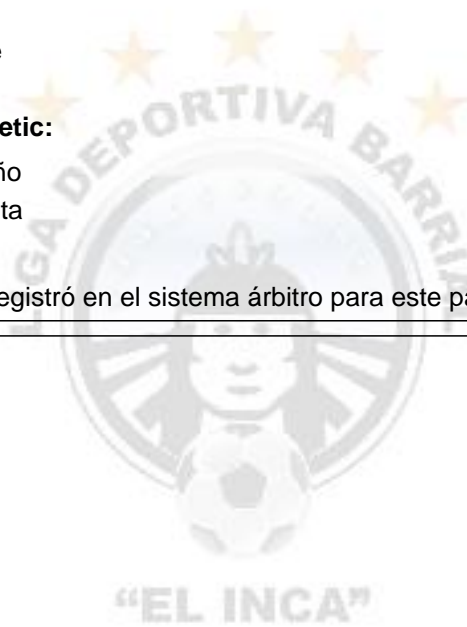 e
etic:
ño
ta
egistró en el sistema árbitro para este pa
LIGA DEPORTIVA BARRIAL
“EL INCA”